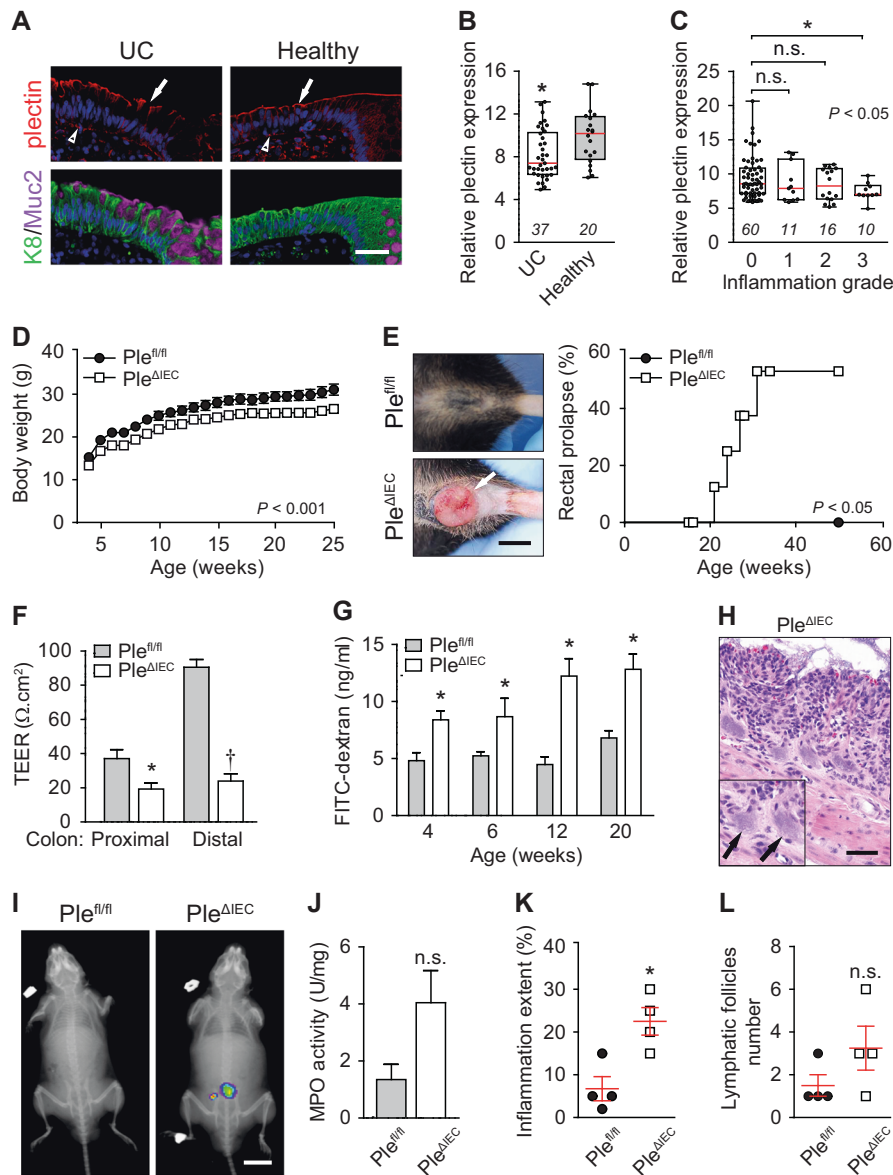 A
UC
Healthy
plectin
K8/Muc2
B
Relative plectin expression
16
12
8
4
0
*
37
20
UC
Healthy
C
Relative plectin expression
25
20
15
10
5
0
*
n.s.
n.s.
P < 0.05
60
11
16
10
0
1
2
3
Inflammation grade
D
Ple^fl/fl
Ple^ΔIEC
Body weight (g)
40
30
20
10
0
P < 0.001
5
10
15
20
25
Age (weeks)
E
Ple^fl/fl
Ple^ΔIEC
Rectal prolapse (%)
60
40
20
0
Ple^fl/fl
Ple^ΔIEC
P < 0.05
0
20
40
60
Age (weeks)
F
Ple^fl/fl
Ple^ΔIEC
TEER (Ω.cm²)
100
80
60
40
20
0
*
†
Colon: Proximal
Distal
G
Ple^fl/fl
Ple^ΔIEC
FITC-dextran (ng/ml)
15
10
5
0
*
*
*
*
4
6
12
20
Age (weeks)
H
Ple^ΔIEC
I
Ple^fl/fl
Ple^ΔIEC
J
MPO activity (U/mg)
6
4
2
0
n.s.
Ple^fl/fl
Ple^ΔIEC
K
Inflammation extent (%)
40
30
20
10
0
*
Ple^fl/fl
Ple^ΔIEC
L
Lymphatic follicles
number
8
6
4
2
0
n.s.
Ple^fl/fl
Ple^ΔIEC